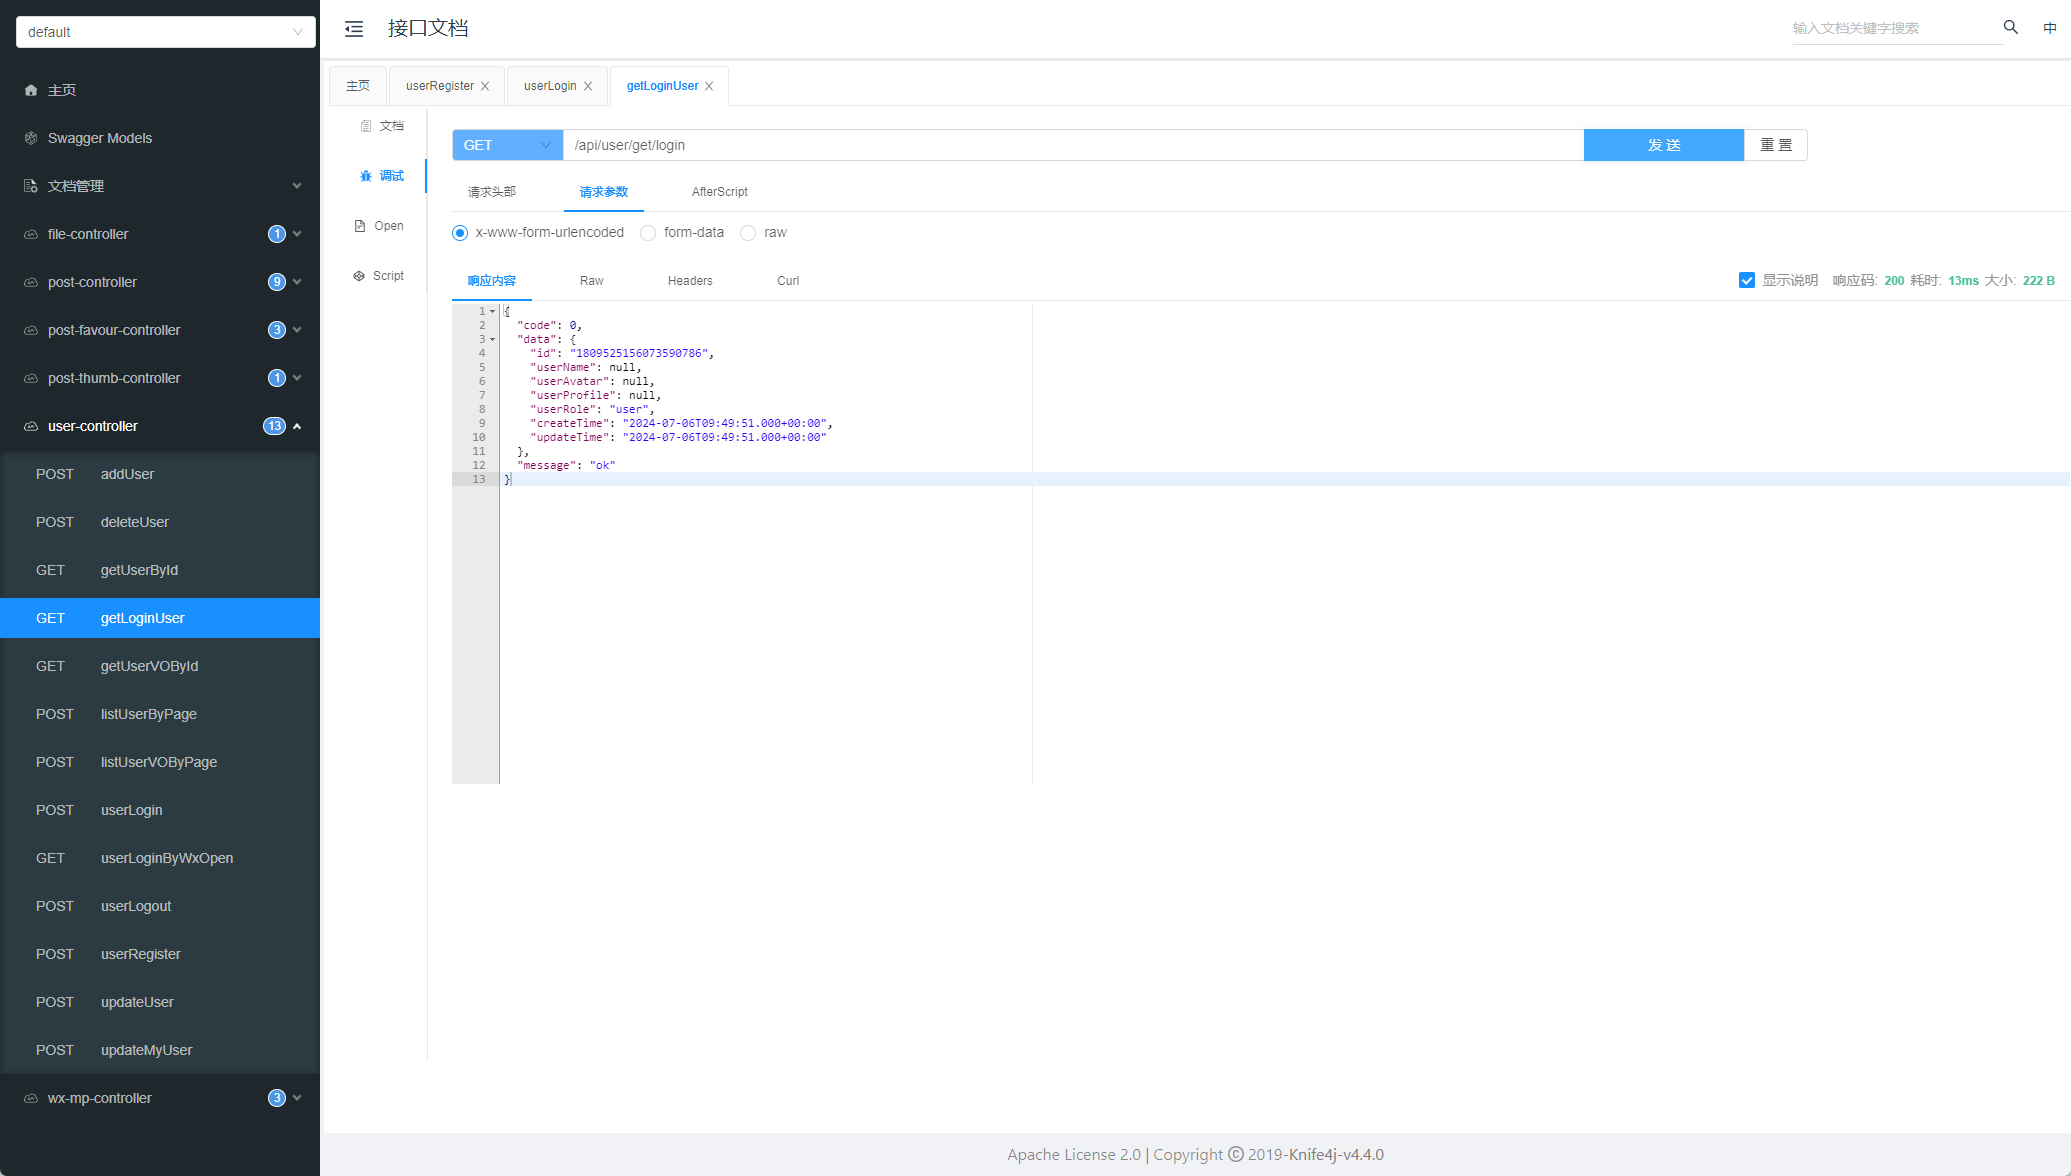 default
主页
Swagger Models
文档管理
file-controller 1
post-controller 9
post-favour-controller 3
post-thumb-controller 1
user-controller 13
POST addUser
POST deleteUser
GET getUserById
GET getLoginUser
GET getUserVOById
POST listUserByPage
POST listUserVOByPage
POST userLogin
GET userLoginByWxOpen
POST userLogout
POST userRegister
POST updateUser
POST updateMyUser
wx-mp-controller 3
接口文档
输入文档关键字搜索
中
主页 userRegister userLogin getLoginUser
文档
调试
Open
Script
GET /api/user/get/login 发 送 重 置
请求头部 请求参数 AfterScript
x-www-form-urlencoded form-data raw
响应内容 Raw Headers Curl 显示说明 响应码: 200 耗时: 13ms 大小: 222 B
1 {
2 "code": 0,
3 "data": {
4 "id": "1809525156073590786",
5 "userName": null,
6 "userAvatar": null,
7 "userProfile": null,
8 "userRole": "user",
9 "createTime": "2024-07-06T09:49:51.000+00:00",
10 "updateTime": "2024-07-06T09:49:51.000+00:00"
11 },
12 "message": "ok"
13 }
Apache License 2.0 | Copyright © 2019-Knife4j-v4.4.0